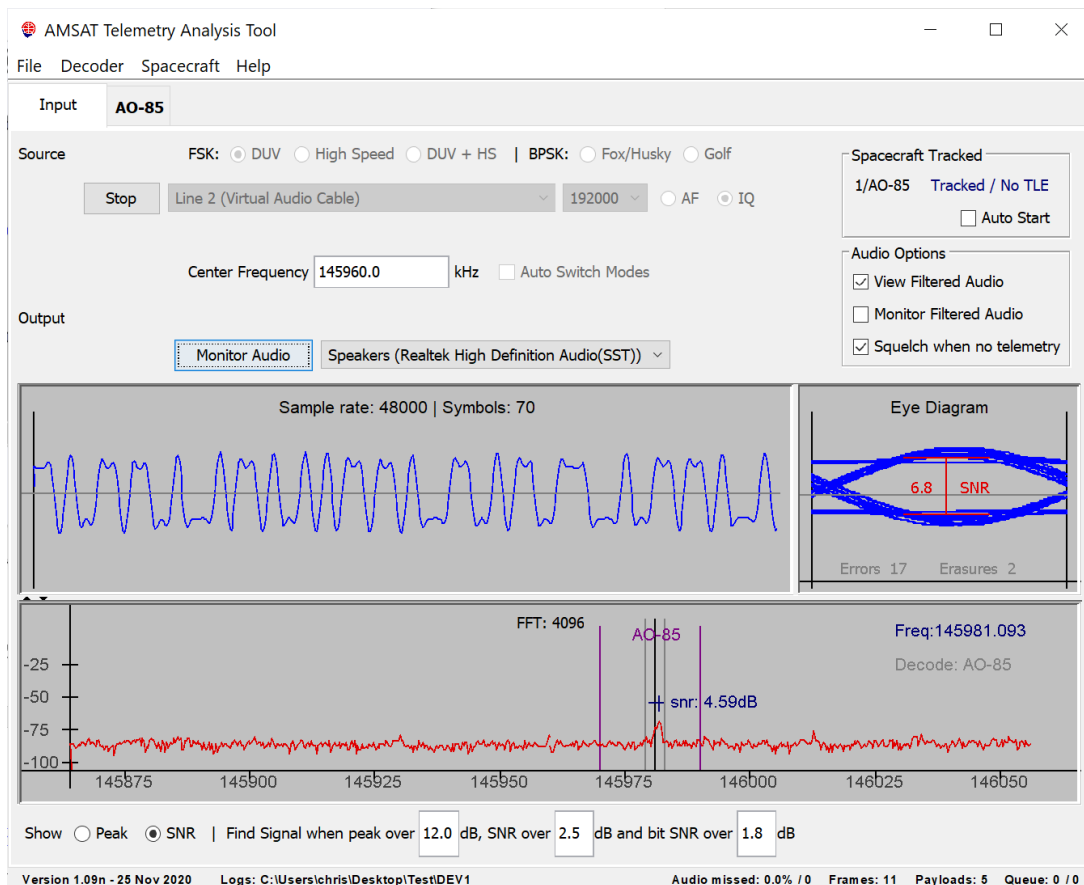 AMSAT Telemetry Analysis Tool
File Decoder Spacecraft Help
Input AO-85
Source FSK: DUV High Speed DUV + HS | BPSK: Fox/Husky Golf
Stop Line 2 (Virtual Audio Cable) 192000 AF IQ
Center Frequency 145960.0 kHz Auto Switch Modes
Spacecraft Tracked
1/AO-85 Tracked / No TLE
Auto Start
Audio Options
View Filtered Audio
Monitor Filtered Audio
Squelch when no telemetry
Output
Monitor Audio Speakers (Realtek High Definition Audio(SST))
Sample rate: 48000 | Symbols: 70
Eye Diagram
6.8 SNR
Errors 17 Erasures 2
FFT: 4096
AO-85
Freq:145981.093
Decode: AO-85
snr: 4.59dB
-25
-50
-75
-100
145875 145900 145925 145950 145975 146000 146025 146050
Show Peak SNR | Find Signal when peak over 12.0 dB, SNR over 2.5 dB and bit SNR over 1.8 dB
Version 1.09n - 25 Nov 2020 Logs: C:\Users\chris\Desktop\Test\DEV1 Audio missed: 0.0% / 0 Frames: 11 Payloads: 5 Queue: 0 / 0